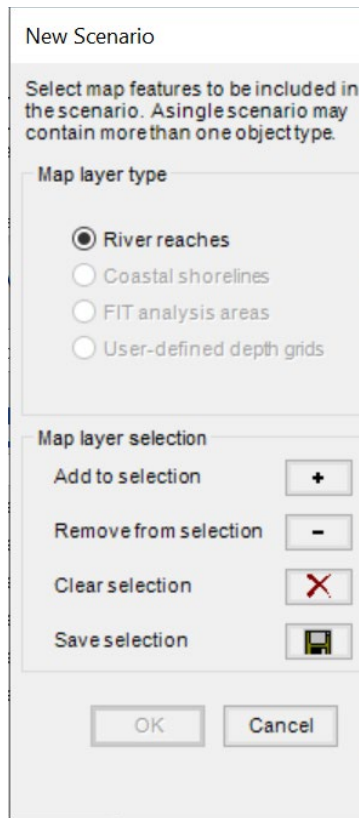 New Scenario
Select map features to be included in
the scenario. Asingle scenario may
contain more than one object type.
Map layer type
River reaches
Coastal shorelines
FIT analysis areas
User-defined depth grids
Map layer selection
Add to selection
+
Remove from selection
-
Clear selection
Save selection
OK
Cancel